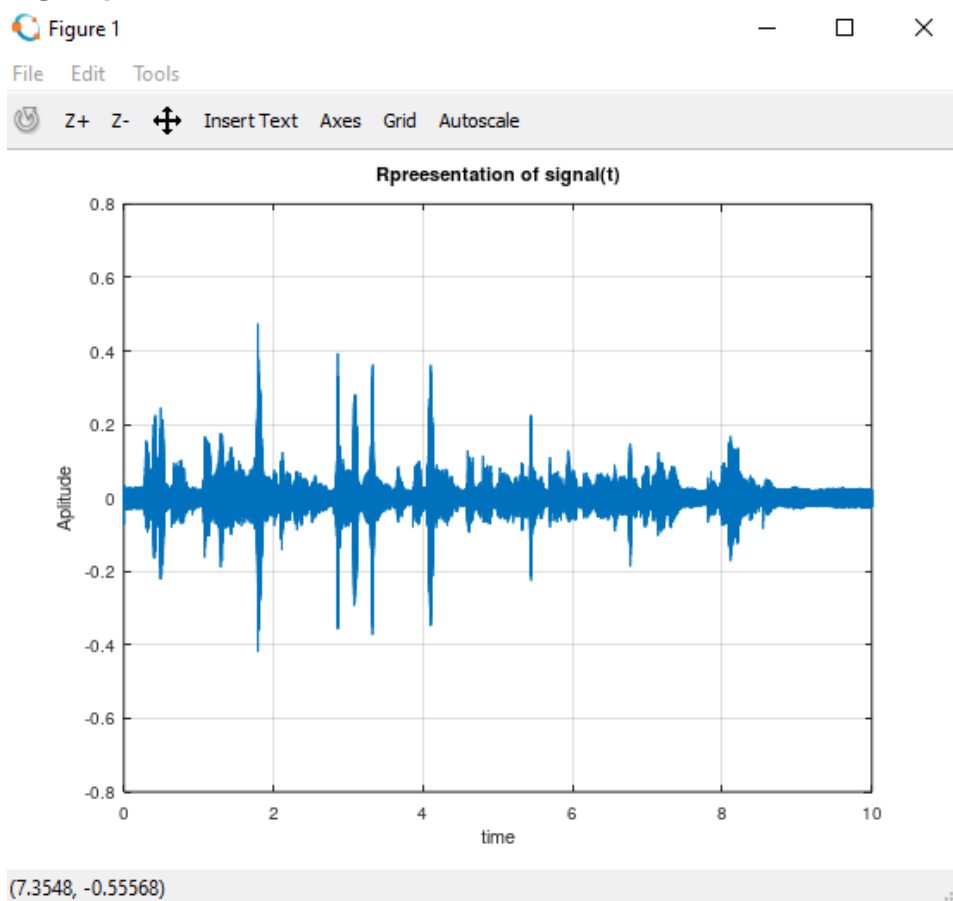 Figure 1
File Edit Tools
Z+ Z- Insert Text Axes Grid Autoscale
Rpreesentation of signal(t)
0.8
0.6
0.4
0.2
0
-0.2
-0.4
-0.6
-0.8
Aplitude
0 2 4 6 8 10
time
(7.3548, -0.55568)